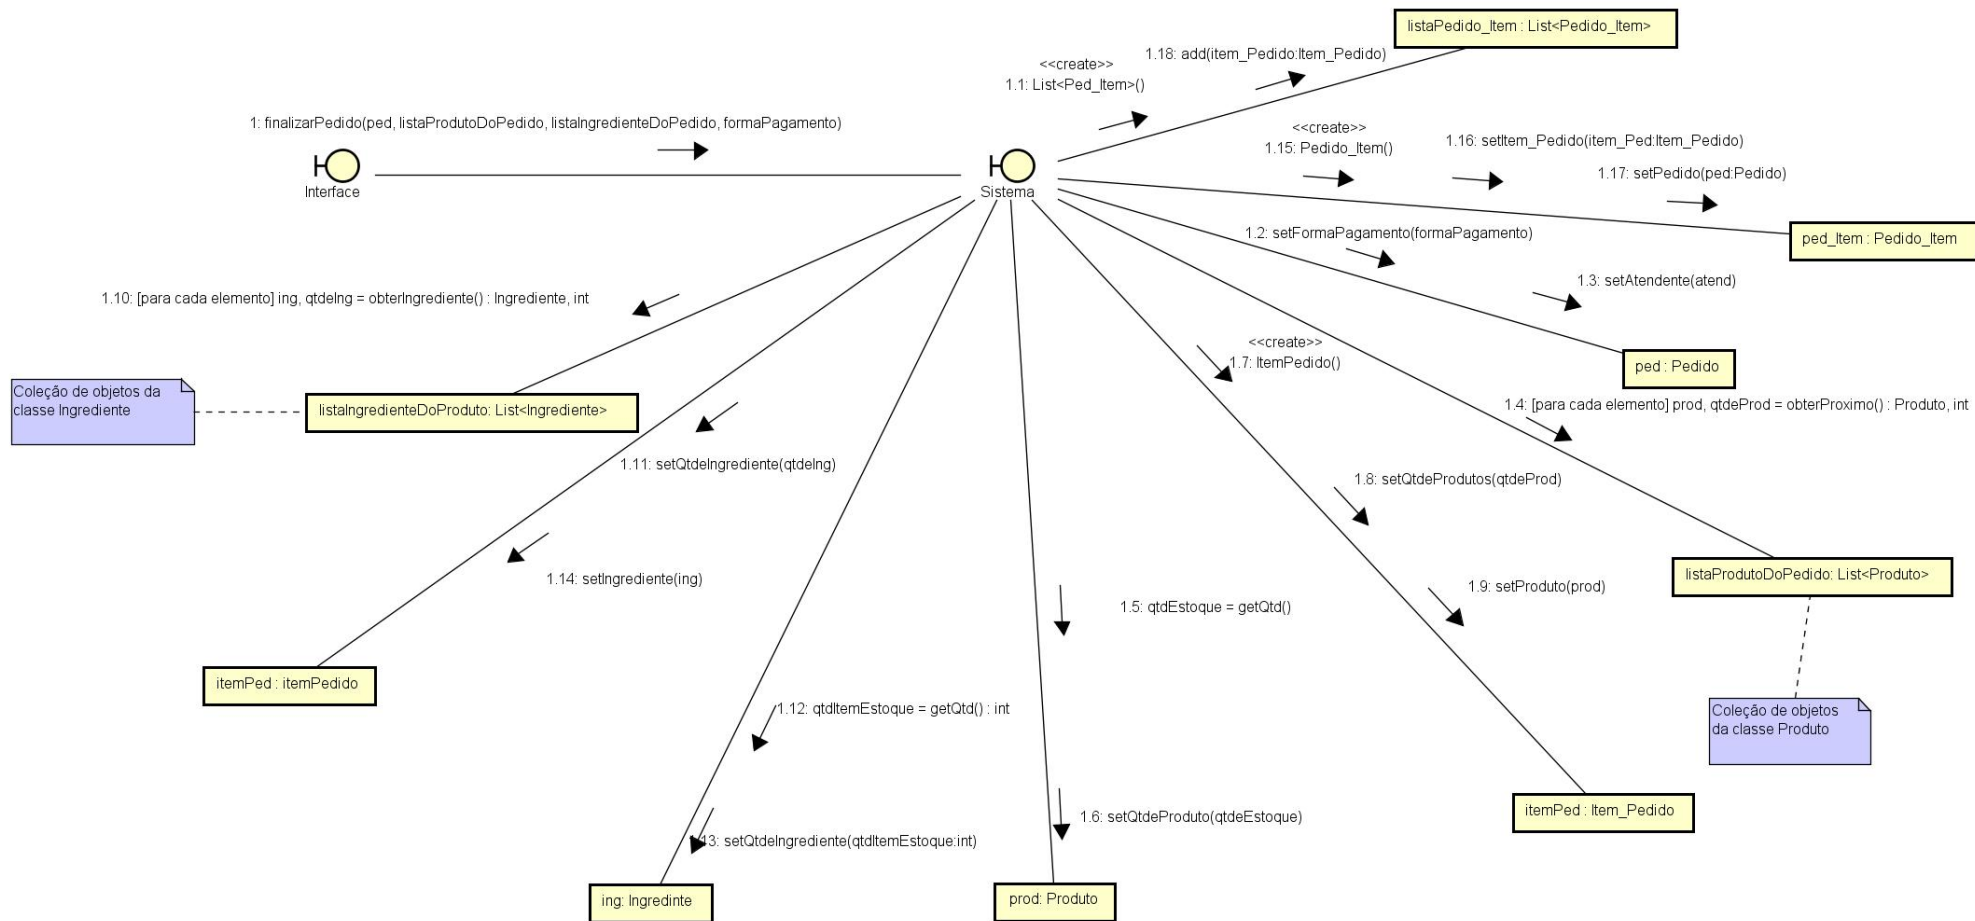 listaPedido_Item : List<Pedido_Item>
1.18: add(item_Pedido:Item_Pedido)
<<create>>
1.1: List<Ped_Item>()
1: finalizarPedido(ped, listaProdutoDoPedido, listaIngredienteDoPedido, formaPagamento)
<<create>>
1.15: Pedido_Item()
1.16: setItem_Pedido(item_Ped:Item_Pedido)
1.17: setPedido(ped:Pedido)
Interface
Sistema
1.2: setFormaPagamento(formaPagamento)
ped_Item : Pedido_Item
1.3: setAtendente(atend)
1.10: [para cada elemento] ing, qtdeIng = obterIngrediente() : Ingrediente, int
<<create>>
1.7: ItemPedido()
ped : Pedido
Coleção de objetos da
classe Ingrediente
listaIngredienteDoProduto: List<Ingrediente>
1.4: [para cada elemento] prod, qtdeProd = obterProximo() : Produto, int
1.11: setQtdeIngrediente(qtdeIng)
1.8: setQtdeProdutos(qtdeProd)
1.14: setIngrediente(ing)
listaProdutoDoPedido: List<Produto>
1.9: setProduto(prod)
1.5: qtdEstoque = getQtd()
itemPed : itemPedido
1.12: qtdItemEstoque = getQtd() : int
Coleção de objetos
da classe Produto
itemPed : Item_Pedido
1.6: setQtdeProduto(qtdeEstoque)
1.13: setQtdeIngrediente(qtdItemEstoque:int)
ing: Ingredinte
prod: Produto